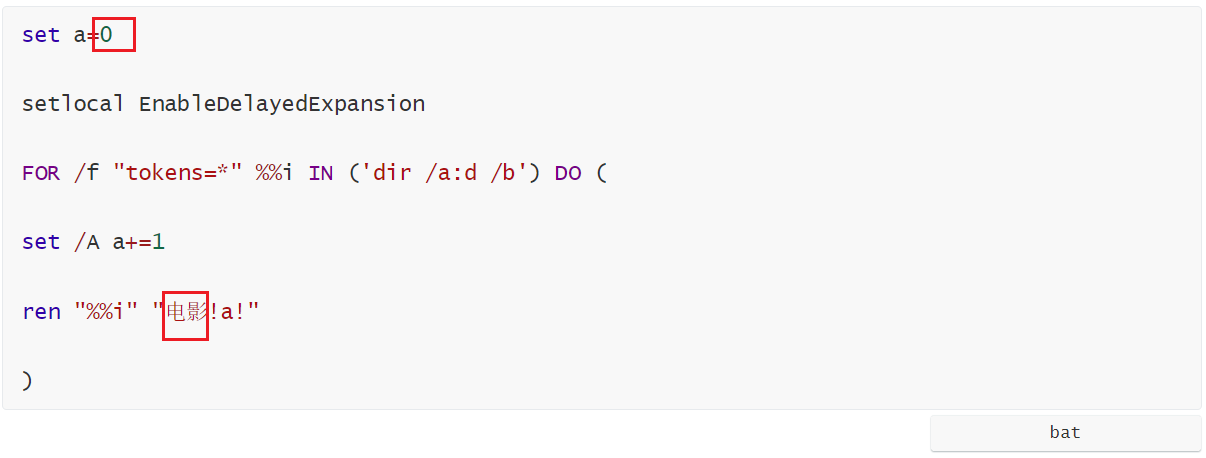 set a=0
setlocal EnableDelayedExpansion
FOR /f "tokens=*" %%i IN ('dir /a:d /b') DO (
set /A a+=1
ren "%%i" "电影!a!"
)
bat